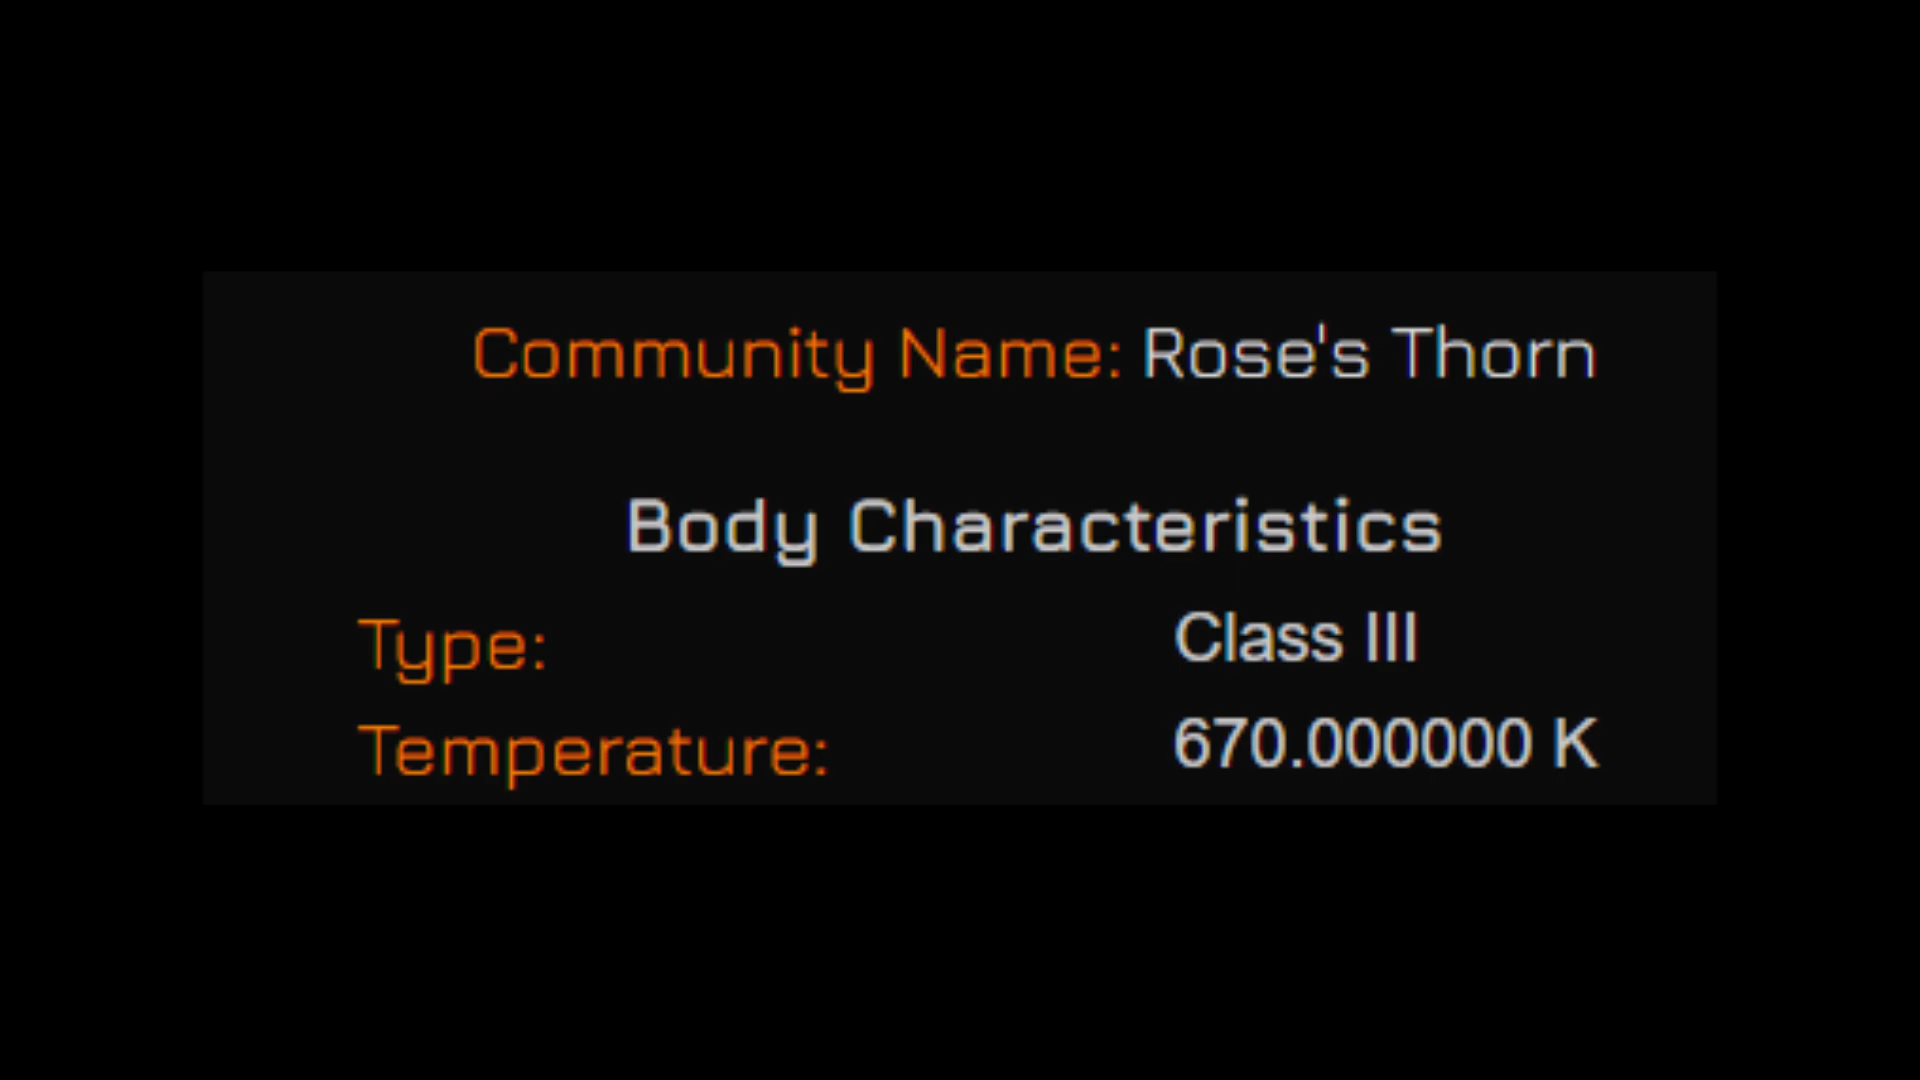 Community Name: Rose's Thorn
Body Characteristics
Type: Class III
Temperature: 670.000000 K